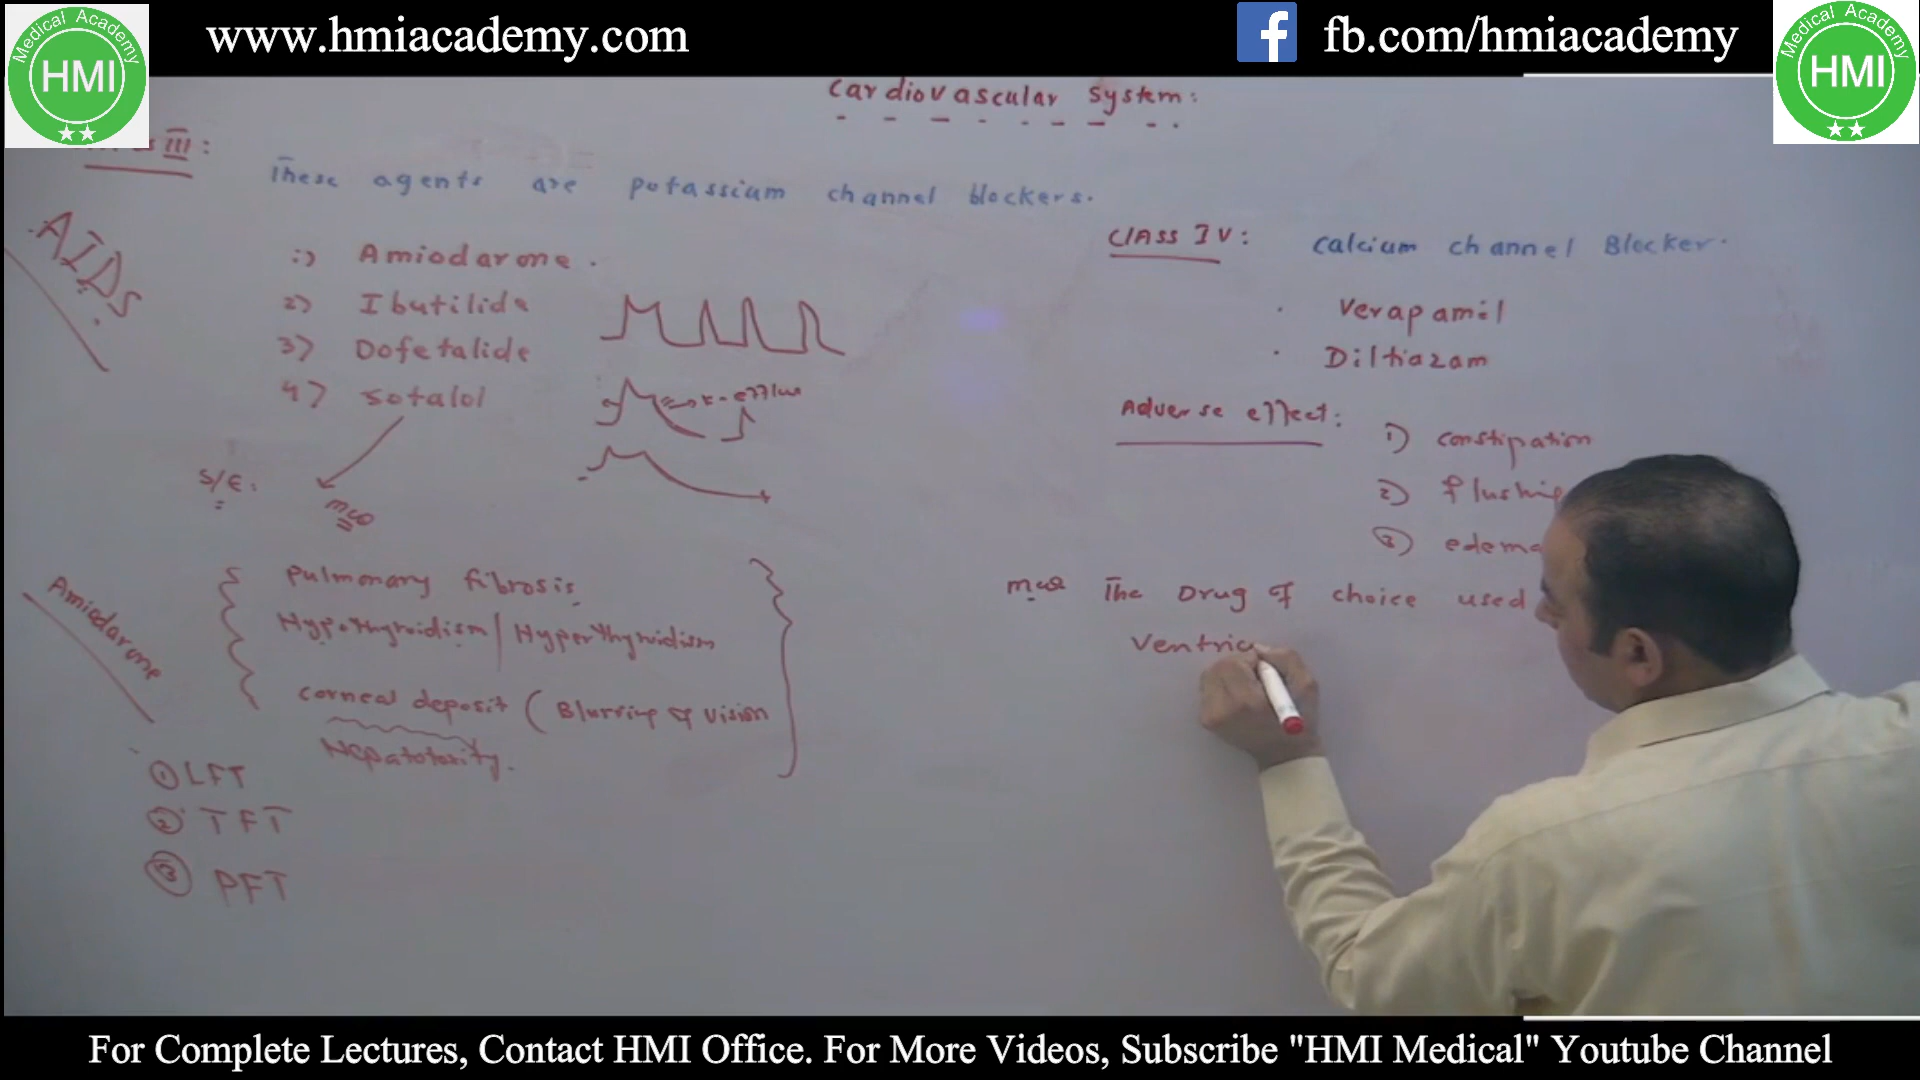 www.hmiacademy.com
fb.com/hmiacademy
Medical Academy
HMI
Medical Academy
HMI
Cardiovascular System:
III :
These agents are potassium channel blockers.
AIDs
1) Amiodarone.
2) Ibutilide
3) Dofetalide
4) Sotalol
K-efflux
S/E:
mcq
Amiodarone
Pulmonary fibrosis
Hypothyroidism / Hyperthyroidism
Corneal deposit ( Blurring of vision
Hepatotoxity.
1 LFT
2 TFT
3 PFT
Class IV: Calcium channel Blocker.
. Verapamil
. Diltiazam
Adverse effect:
1) constipation
2) flushing
3) edema
mcq The Drug of choice used
Ventric
For Complete Lectures, Contact HMI Office. For More Videos, Subscribe "HMI Medical" Youtube Channel